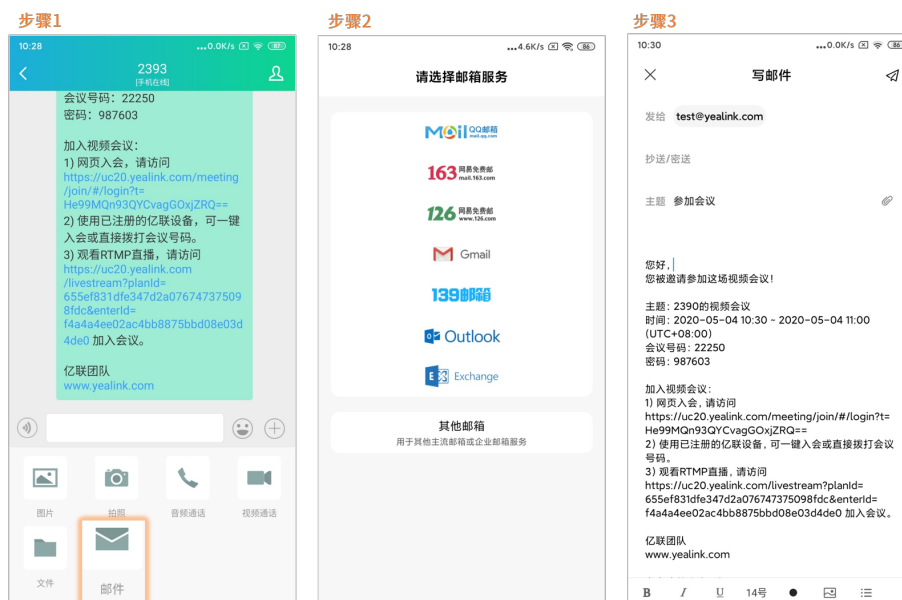 步骤1
10:28
...0.0K/s
87
2393
[手机在线]
会议号码：22250
密码：987603
加入视频会议：
1) 网页入会，请访问
https://uc20.yealink.com/meeting
/join/#/login?t=
He99MQn93QYCvagGOxjZRQ==
2) 使用已注册的亿联设备，可一键
入会或直接拨打会议号码。
3) 观看RTMP直播，请访问
https://uc20.yealink.com
/livestream?planId=
655ef831dfe347d2a07674737509
8fdc&enterId=
f4a4a4ee02ac4bb8875bbd08e03d
4de0 加入会议。
亿联团队
www.yealink.com
图片
拍照
音频通话
视频通话
文件
邮件
步骤2
10:28
...4.6K/s
86
请选择邮箱服务
Mail QQ邮箱
mail.qq.com
163 网易免费邮
mail.163.com
126 网易免费邮
www.126.com
Gmail
139邮箱
Outlook
Exchange
其他邮箱
用于其他主流邮箱或企业邮箱服务
步骤3
10:30
...0.0K/s
86
写邮件
发给 test@yealink.com
抄送/密送
主题 参加会议
您好，
您被邀请参加这场视频会议！
主题：2390的视频会议
时间：2020-05-04 10:30 ~ 2020-05-04 11:00
(UTC+08:00)
会议号码：22250
密码：987603
加入视频会议：
1) 网页入会，请访问
https://uc20.yealink.com/meeting/join/#/login?t=
He99MQn93QYCvagGOxjZRQ==
2) 使用已注册的亿联设备，可一键入会或直接拨打会议
号码。
3) 观看RTMP直播，请访问
https://uc20.yealink.com/livestream?planId=
655ef831dfe347d2a076747375098fdc&enterId=
f4a4a4ee02ac4bb8875bbd08e03d4de0 加入会议。
亿联团队
www.yealink.com
B I U 14号